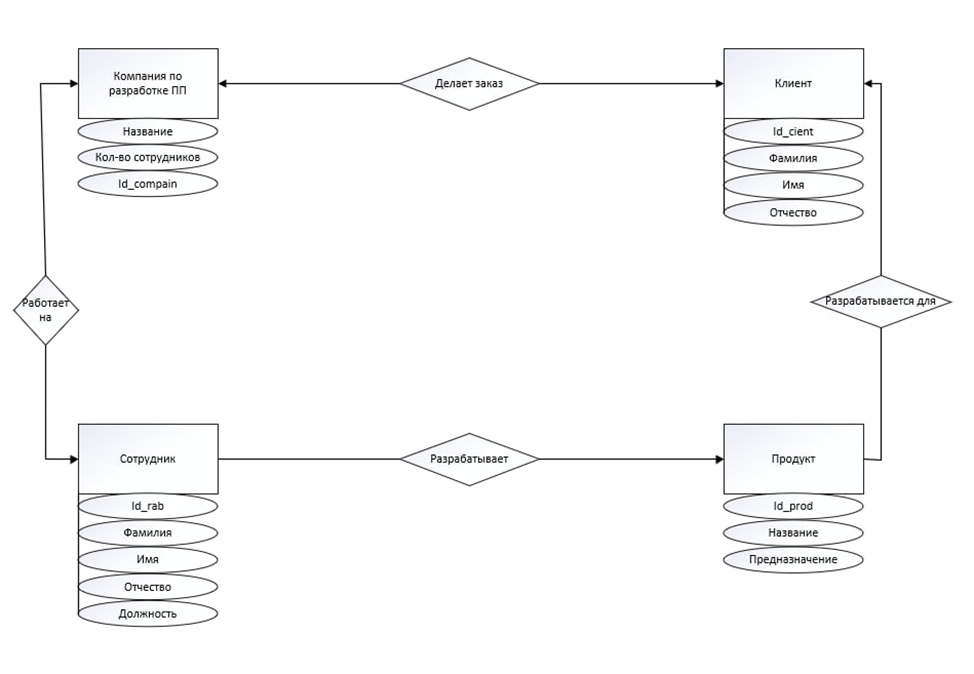 Компания по
разработке ПП
Название
Кол-во сотрудников
Id_compain
Делает заказ
Клиент
Id_cient
Фамилия
Имя
Отчество
Работает
на
Разрабатывается для
Сотрудник
Id_rab
Фамилия
Имя
Отчество
Должность
Разрабатывает
Продукт
Id_prod
Название
Предназначение